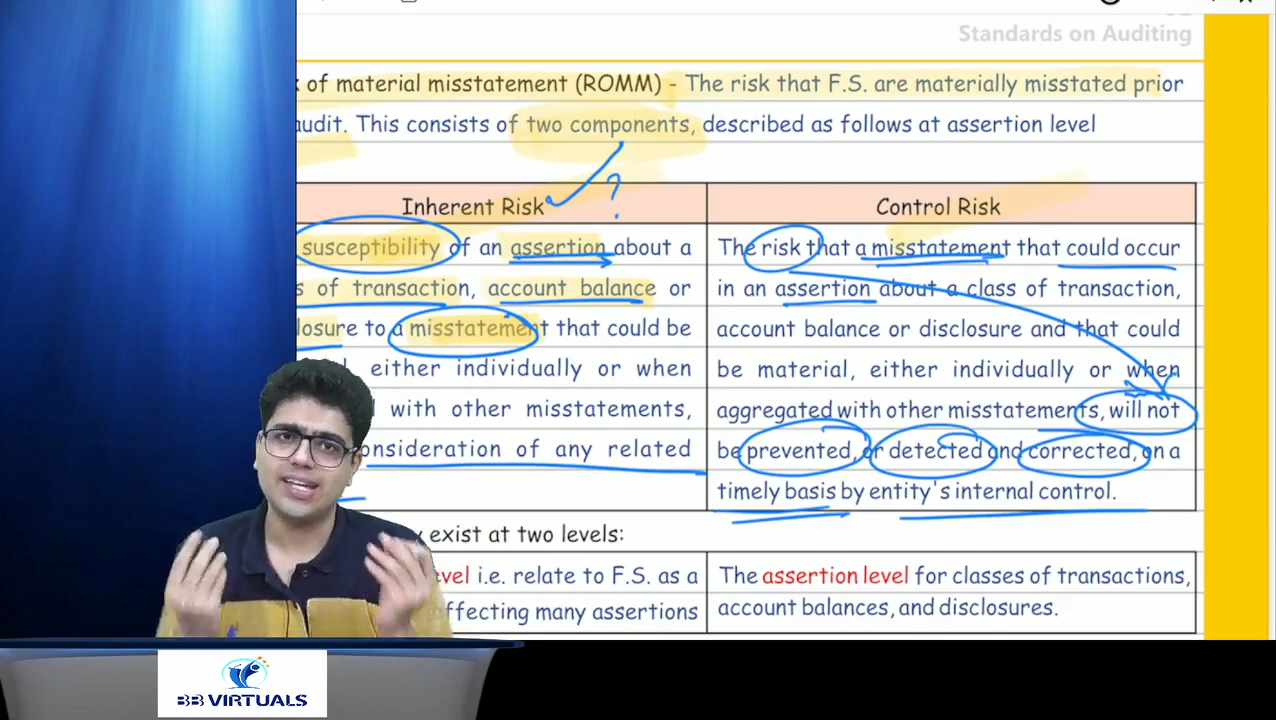 Standards on Auditing
of material misstatement (ROMM) - The risk that F.S. are materially misstated prior
audit. This consists of two components, described as follows at assertion level
?
Inherent Risk
susceptibility of an assertion about a
s of transaction, account balance or
losure to a misstatement that could be
either individually or when
with other misstatements,
onsideration of any related
Control Risk
The risk that a misstatement that could occur
in an assertion about a class of transaction,
account balance or disclosure and that could
be material, either individually or when
aggregated with other misstatements, will not
be prevented, or detected and corrected, on a
timely basis by entity's internal control.
y exist at two levels:
evel i.e. relate to F.S. as a
ffecting many assertions
The assertion level for classes of transactions,
account balances, and disclosures.
BB VIRTUALS